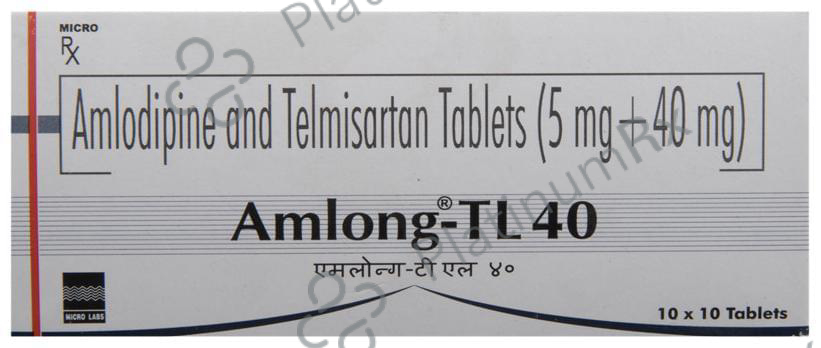 MICRO
Rx
Amlodipine and Telmisartan Tablets (5 mg + 40 mg)
Amlong®-TL 40
एमलोन्ग-टी एल ४०
MICRO LABS
10 x 10 Tablets
PlatinumRx